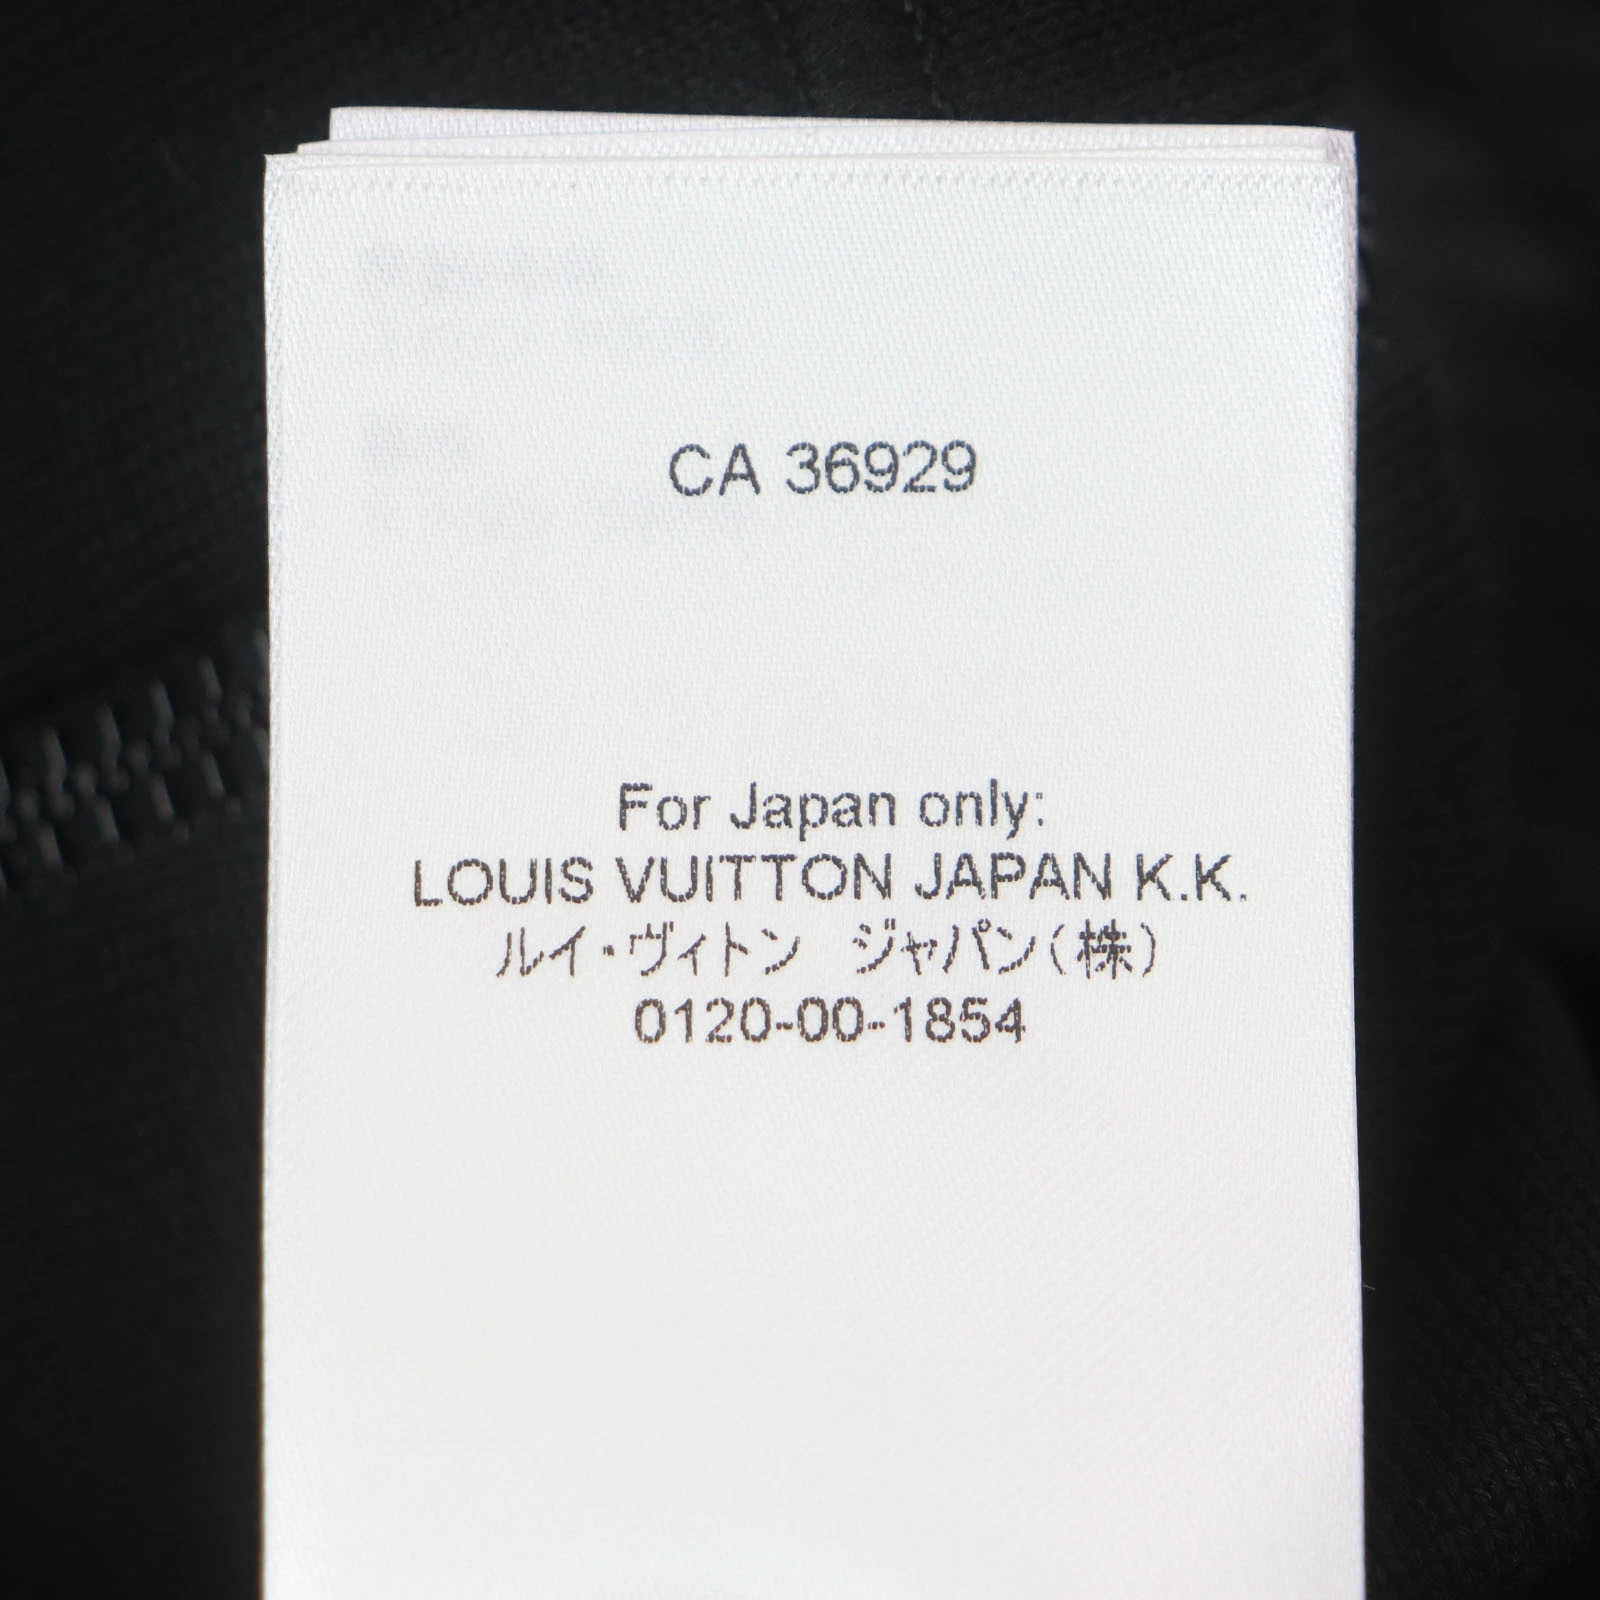 CA 36929
For Japan only:
LOUIS VUITTON JAPAN K.K.
ルイ・ヴィトン　ジャパン(株)
0120-00-1854